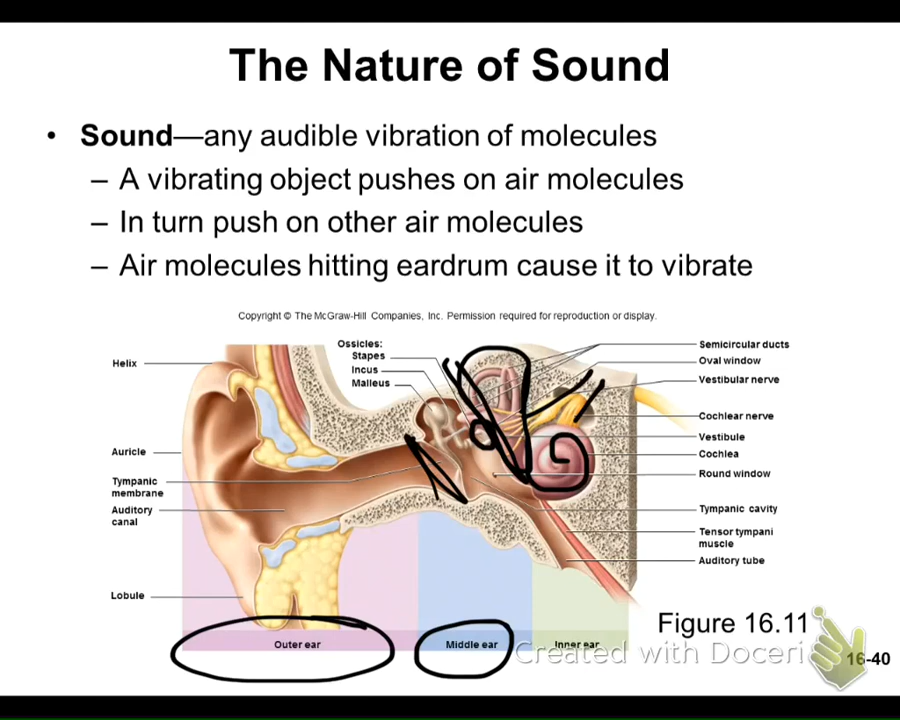 The Nature of Sound
• Sound—any audible vibration of molecules
– A vibrating object pushes on air molecules
– In turn push on other air molecules
– Air molecules hitting eardrum cause it to vibrate
Copyright © The McGraw-Hill Companies, Inc. Permission required for reproduction or display.
Ossicles:
Stapes
Incus
Malleus
Helix
Auricle
Tympanic
membrane
Auditory
canal
Lobule
Semicircular ducts
Oval window
Vestibular nerve
Cochlear nerve
Vestibule
Cochlea
Round window
Tympanic cavity
Tensor tympani
muscle
Auditory tube
Outer ear
Middle ear
Inner ear
Figure 16.11
Created with Doceri
16-40